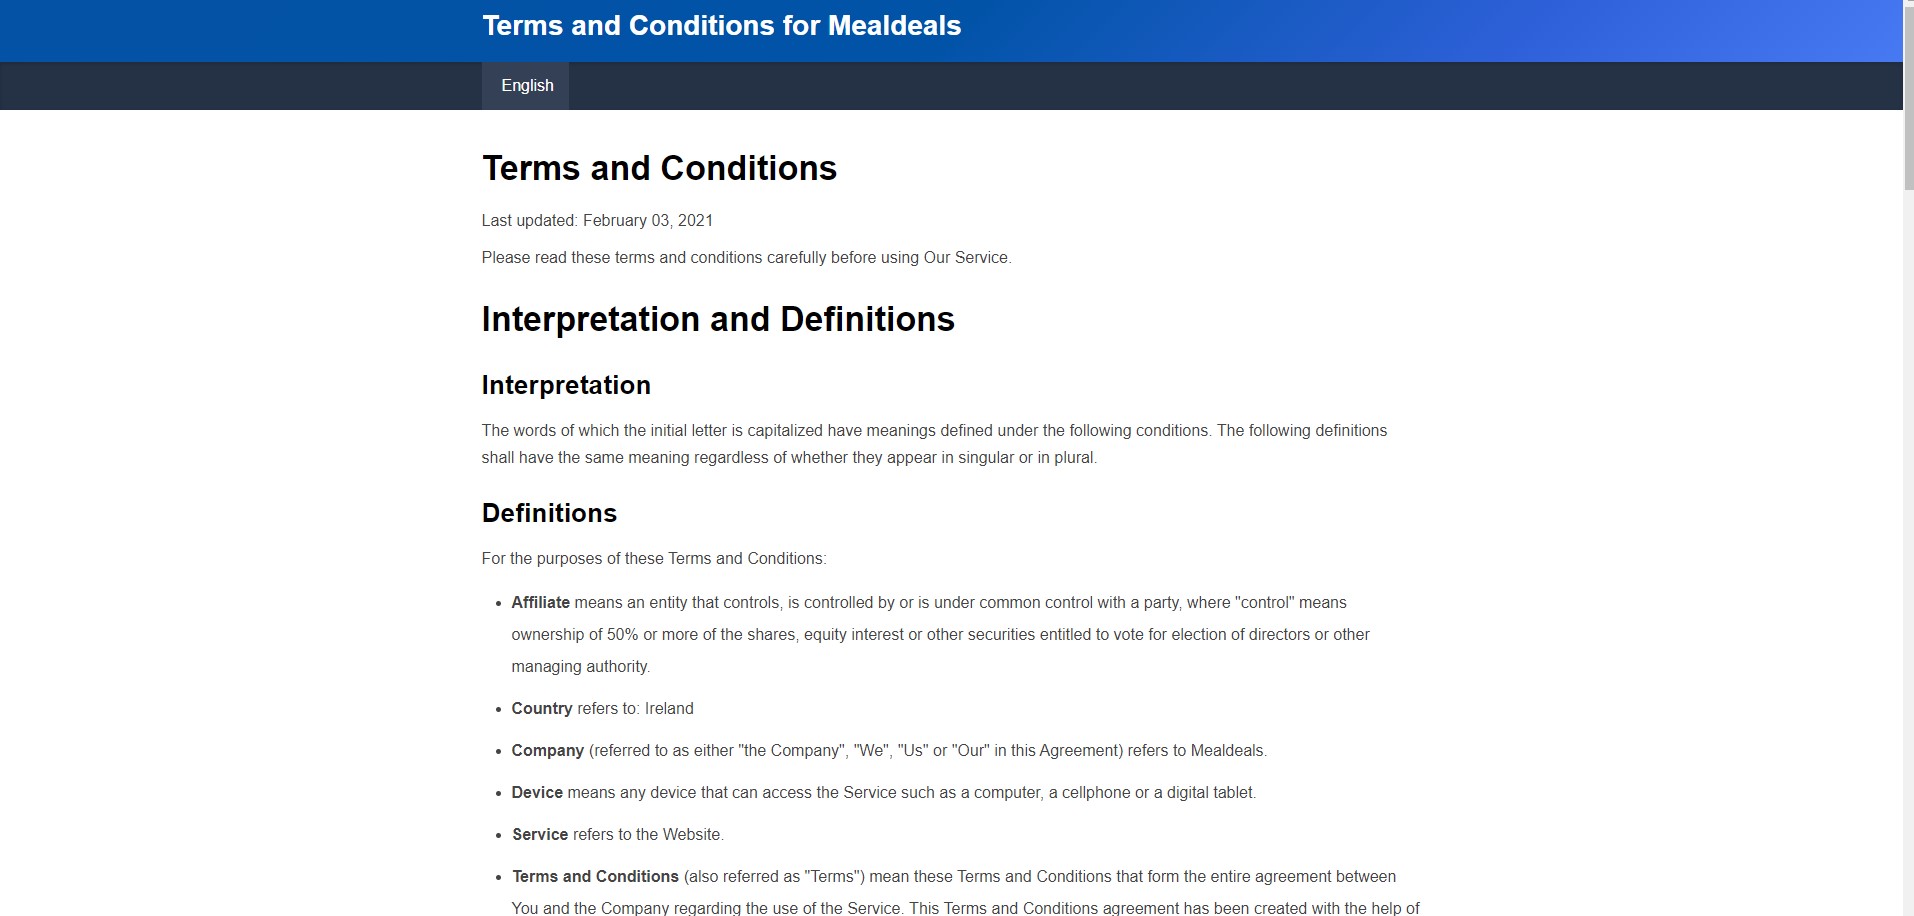 Terms and Conditions for Mealdeals
English
Terms and Conditions
Last updated: February 03, 2021
Please read these terms and conditions carefully before using Our Service.
Interpretation and Definitions
Interpretation
The words of which the initial letter is capitalized have meanings defined under the following conditions. The following definitions
shall have the same meaning regardless of whether they appear in singular or in plural.
Definitions
For the purposes of these Terms and Conditions:
• Affiliate means an entity that controls, is controlled by or is under common control with a party, where "control" means
ownership of 50% or more of the shares, equity interest or other securities entitled to vote for election of directors or other
managing authority.
• Country refers to: Ireland
• Company (referred to as either "the Company", "We", "Us" or "Our" in this Agreement) refers to Mealdeals.
• Device means any device that can access the Service such as a computer, a cellphone or a digital tablet.
• Service refers to the Website.
• Terms and Conditions (also referred as "Terms") mean these Terms and Conditions that form the entire agreement between
You and the Company regarding the use of the Service. This Terms and Conditions agreement has been created with the help of